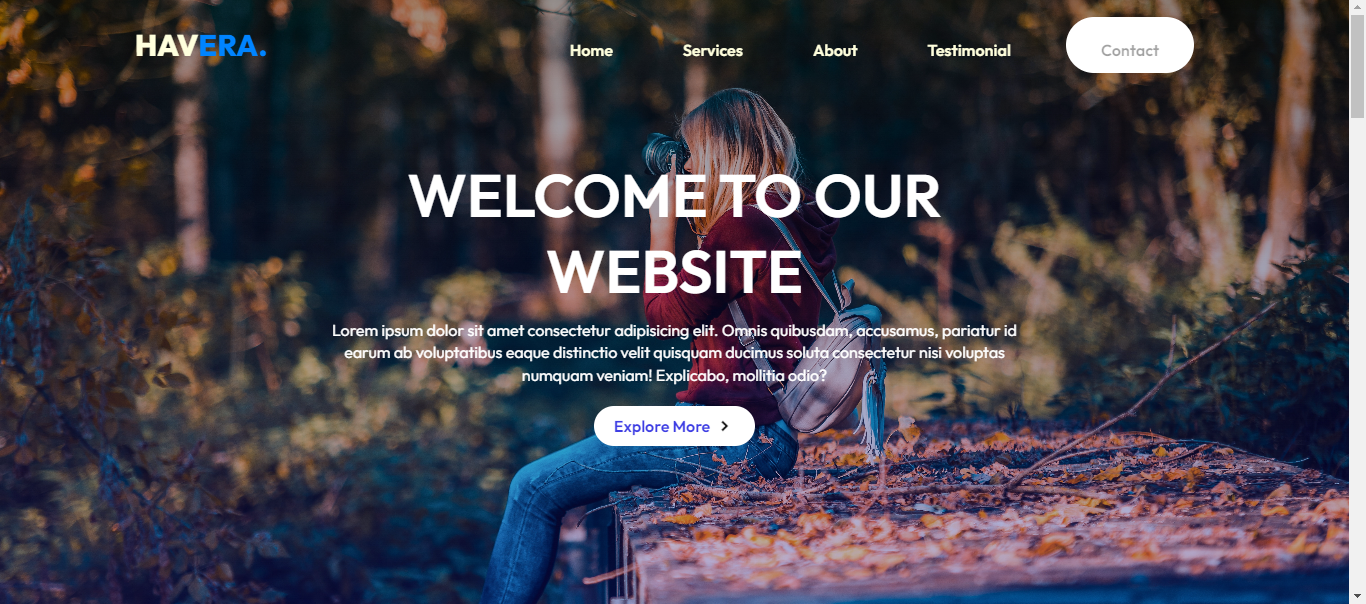 HAVERA.
Home
Services
About
Testimonial
Contact
WELCOME TO OUR
WEBSITE
Lorem ipsum dolor sit amet consectetur adipisicing elit. Omnis quibusdam, accusamus, pariatur id
earum ab voluptatibus eaque distinctio velit quisquam ducimus soluta consectetur nisi voluptas
numquam veniam! Explicabo, mollitia odio?
Explore More